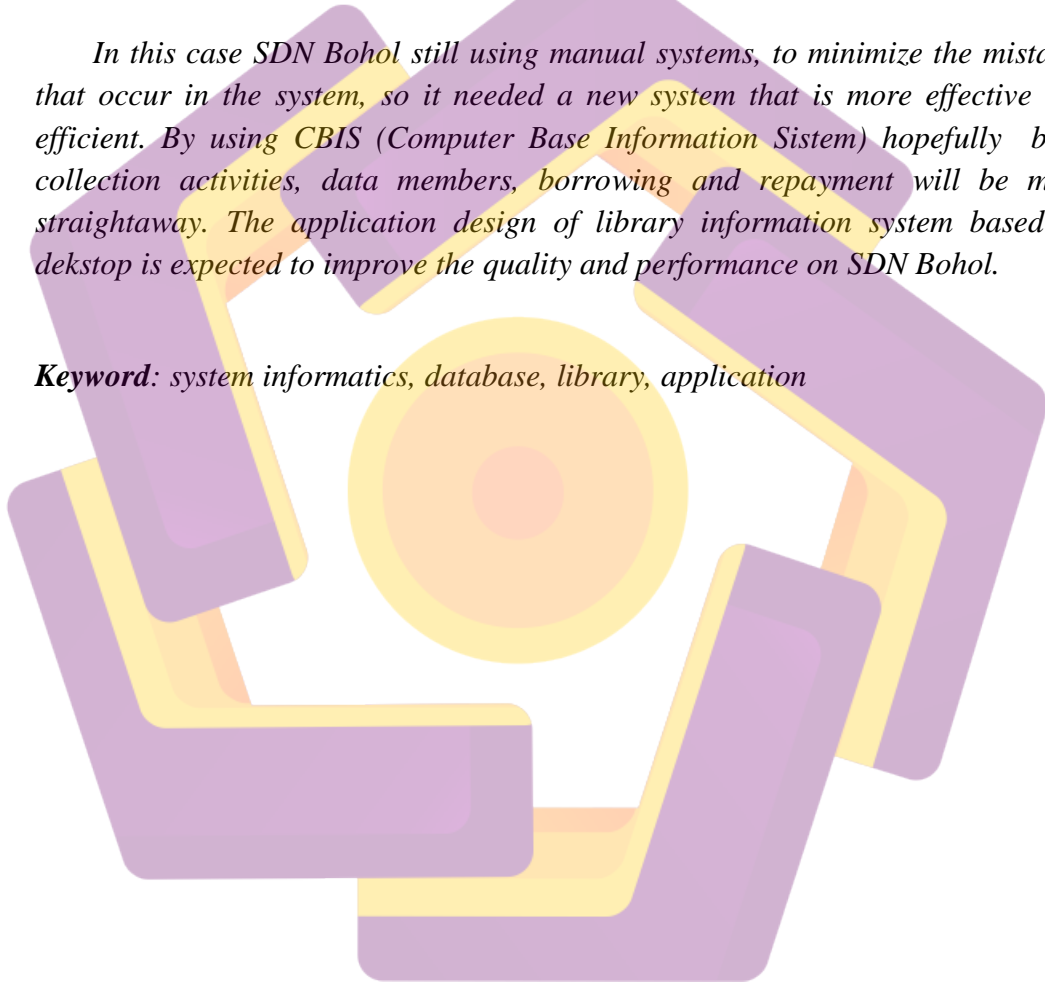 In this case SDN Bohol still using manual systems, to minimize the
that occur in the system, so it needed a new system that is more effective
efficient. By using CBIS (Computer Base Information Sistem) hopefully
collection activities, data members, borrowing and repayment will be
straightaway. The application design of library information system based
dekstop is expected to improve the quality and performance on SDN Bohol.
Keyword: system informatics, database, library, application